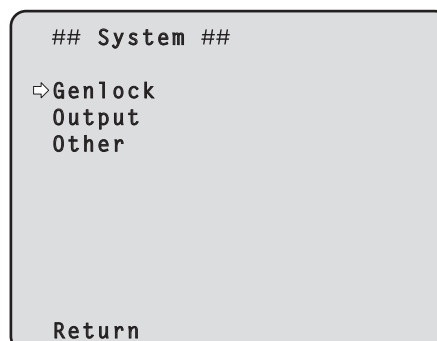 ## System ##
⇨Genlock
Output
Other
Return